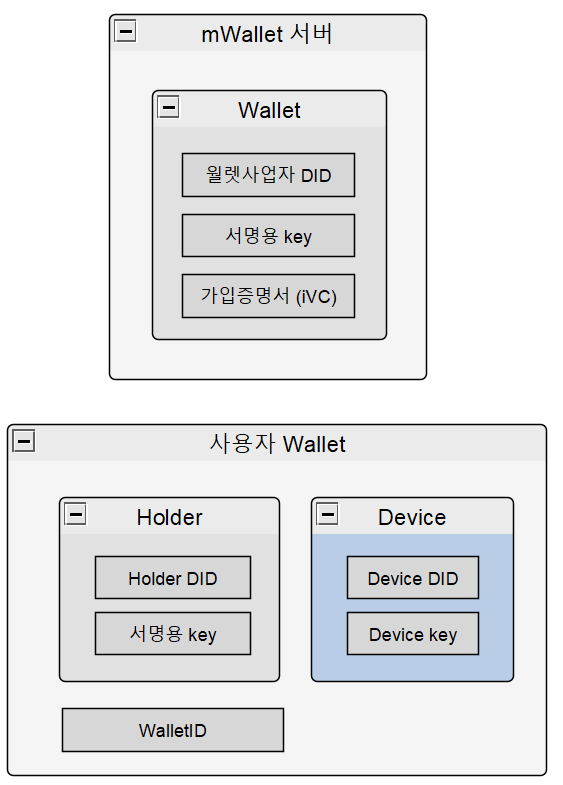 mWallet 서버
Wallet
월렛사업자 DID
서명용 key
가입증명서 (iVC)
사용자 Wallet
Holder
Holder DID
서명용 key
Device
Device DID
Device key
WalletID